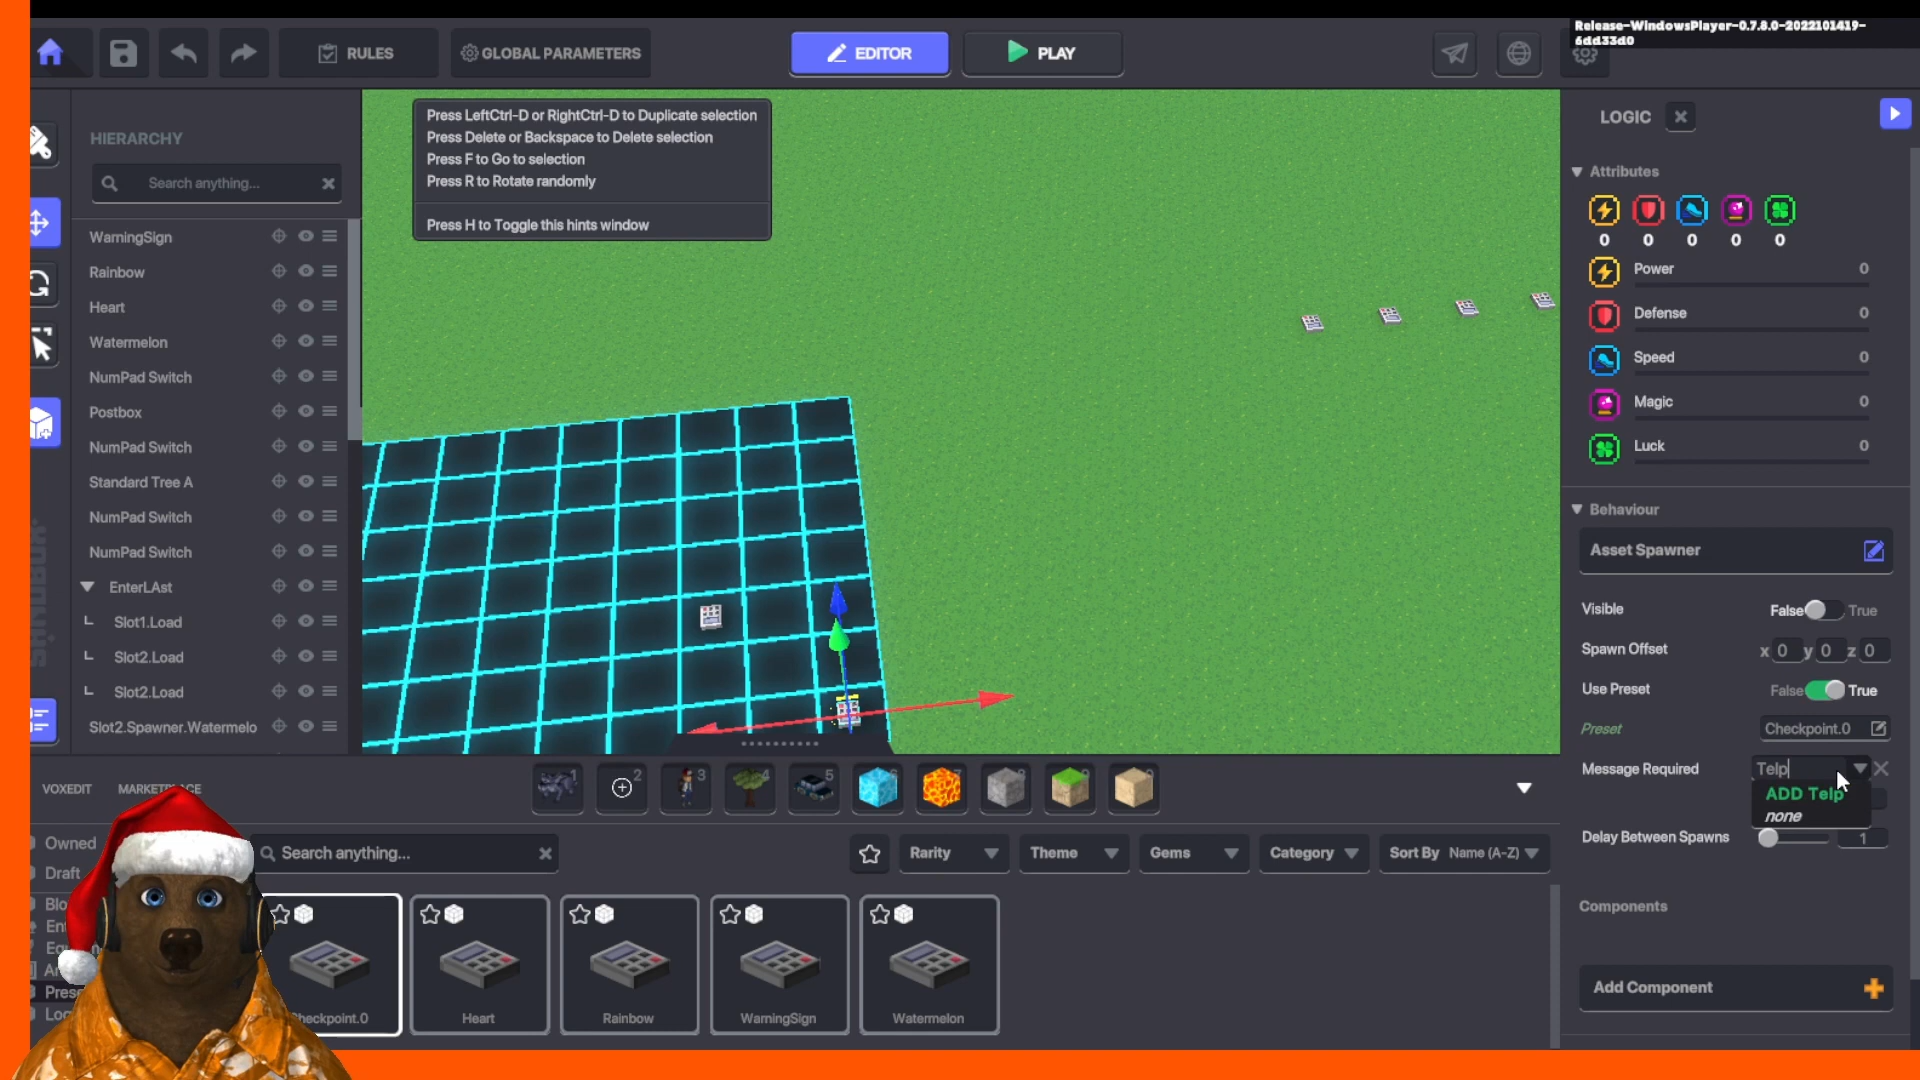 Release-WindowsPlayer-0.7.8.0-2022101419-
6dd33d0
RULES
GLOBAL PARAMETERS
EDITOR
PLAY
HIERARCHY
Search anything...
WarningSign
Rainbow
Heart
Watermelon
NumPad Switch
Postbox
NumPad Switch
Standard Tree A
NumPad Switch
NumPad Switch
EnterLAst
Slot1.Load
Slot2.Load
Slot2.Load
Slot2.Spawner.Watermelo
Press LeftCtrl-D or RightCtrl-D to Duplicate selection
Press Delete or Backspace to Delete selection
Press F to Go to selection
Press R to Rotate randomly
Press H to Toggle this hints window
LOGIC
Attributes
0 0 0 0 0
Power 0
Defense 0
Speed 0
Magic 0
Luck 0
Behaviour
Asset Spawner
Visible False True
Spawn Offset x 0 y 0 z 0
Use Preset False True
Preset Checkpoint.0
Message Required Telp
ADD Telp
none
Delay Between Spawns 1
Components
Add Component
1 2 3 4 5
VOXEDIT
Owned
Draft
Search anything...
Rarity
Theme
Gems
Category
Sort By Name (A-Z)
heckpoint.0
Heart
Rainbow
WarningSign
Watermelon